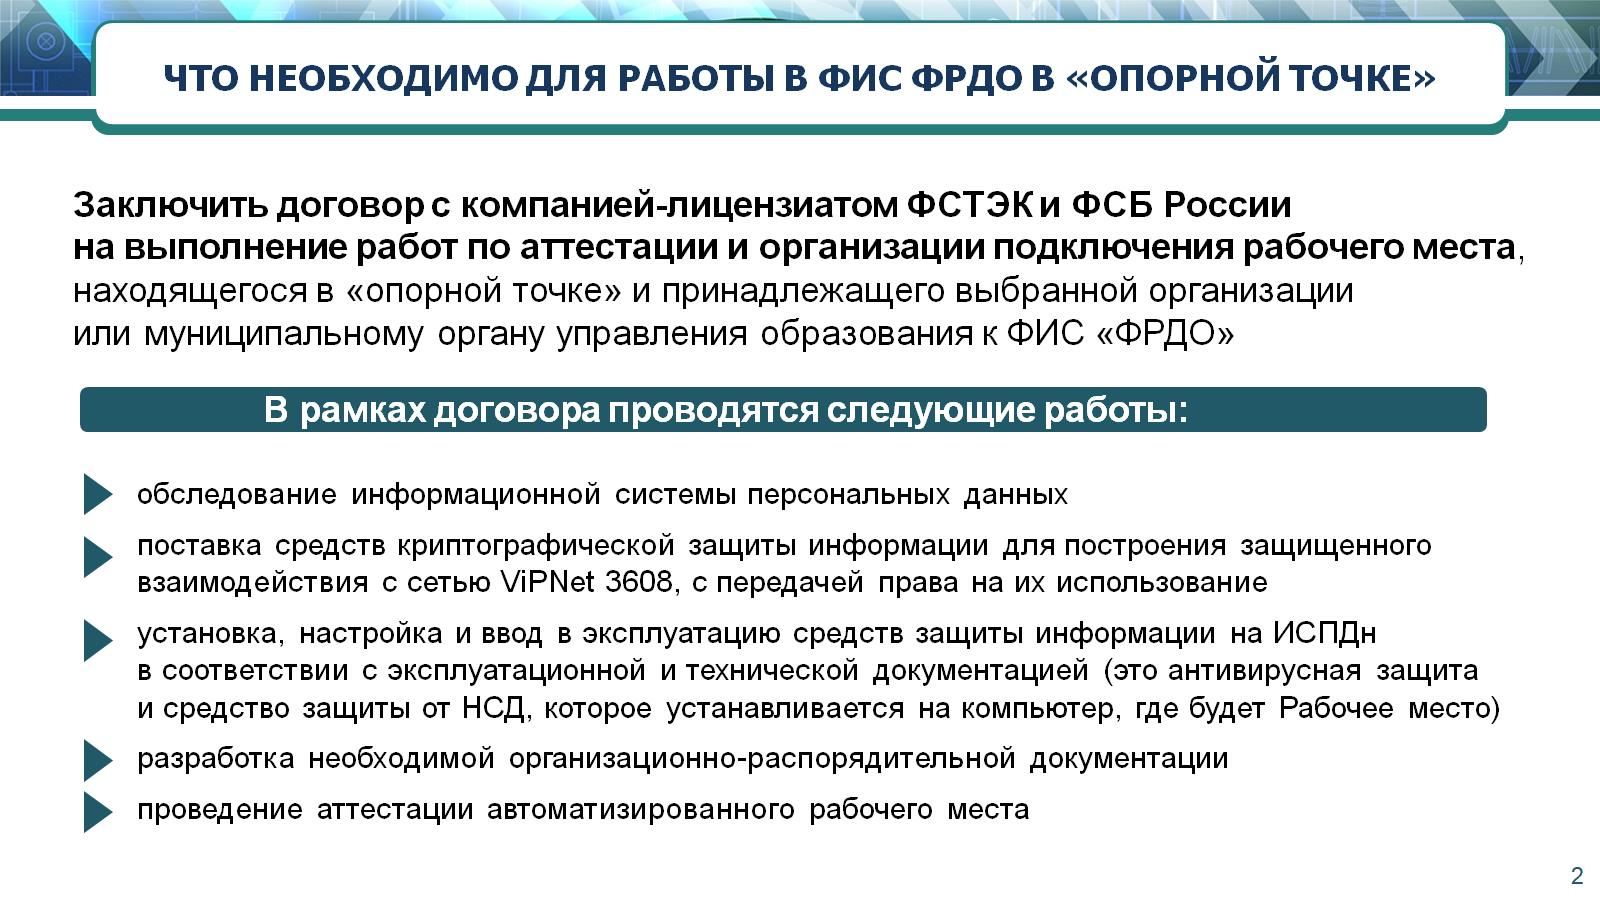 ЧТО НЕОБХОДИМО ДЛЯ РАБОТЫ В ФИС ФРДО В «ОПОРНОЙ ТОЧКЕ»
Заключить договор с компанией-лицензиатом ФСТЭК и ФСБ России
на выполнение работ по аттестации и организации подключения рабочего места,
находящегося в «опорной точке» и принадлежащего выбранной организации
или муниципальному органу управления образования к ФИС «ФРДО»
В рамках договора проводятся следующие работы:
обследование информационной системы персональных данных
поставка средств криптографической защиты информации для построения защищенного
взаимодействия с сетью ViPNet 3608, с передачей права на их использование
установка, настройка и ввод в эксплуатацию средств защиты информации на ИСПДн
в соответствии с эксплуатационной и технической документацией (это антивирусная защита
и средство защиты от НСД, которое устанавливается на компьютер, где будет Рабочее место)
разработка необходимой организационно-распорядительной документации
проведение аттестации автоматизированного рабочего места
2